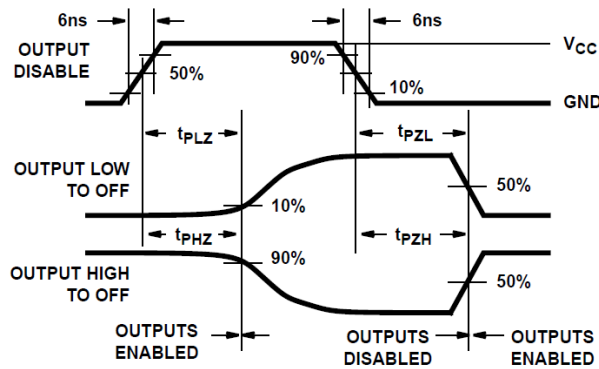 6ns
6ns
OUTPUT
DISABLE
50%
90%
10%
VCC
GND
tPLZ
tPZL
OUTPUT LOW
TO OFF
10%
50%
tPHZ
tPZH
OUTPUT HIGH
TO OFF
90%
50%
OUTPUTS
ENABLED
OUTPUTS
DISABLED
OUTPUTS
ENABLED